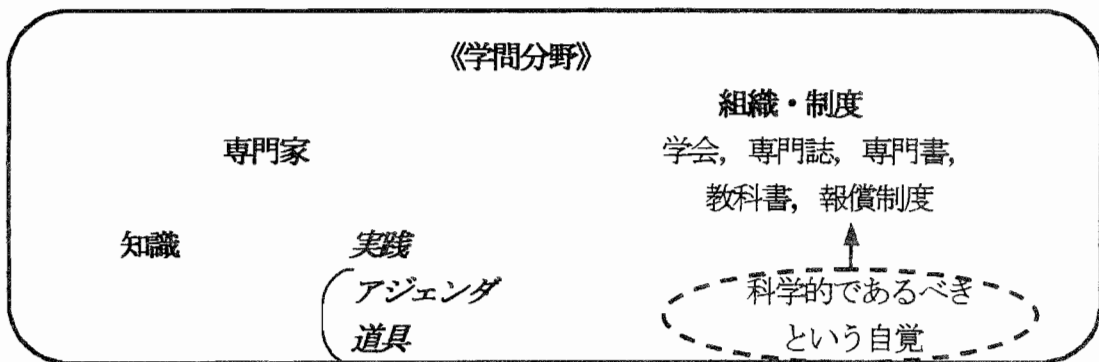 《学問分野》
組織・制度
専門家
学会，専門誌，専門書，
教科書，報償制度
知識
実践
アジェンダ
道具
科学的であるべき
という自覚